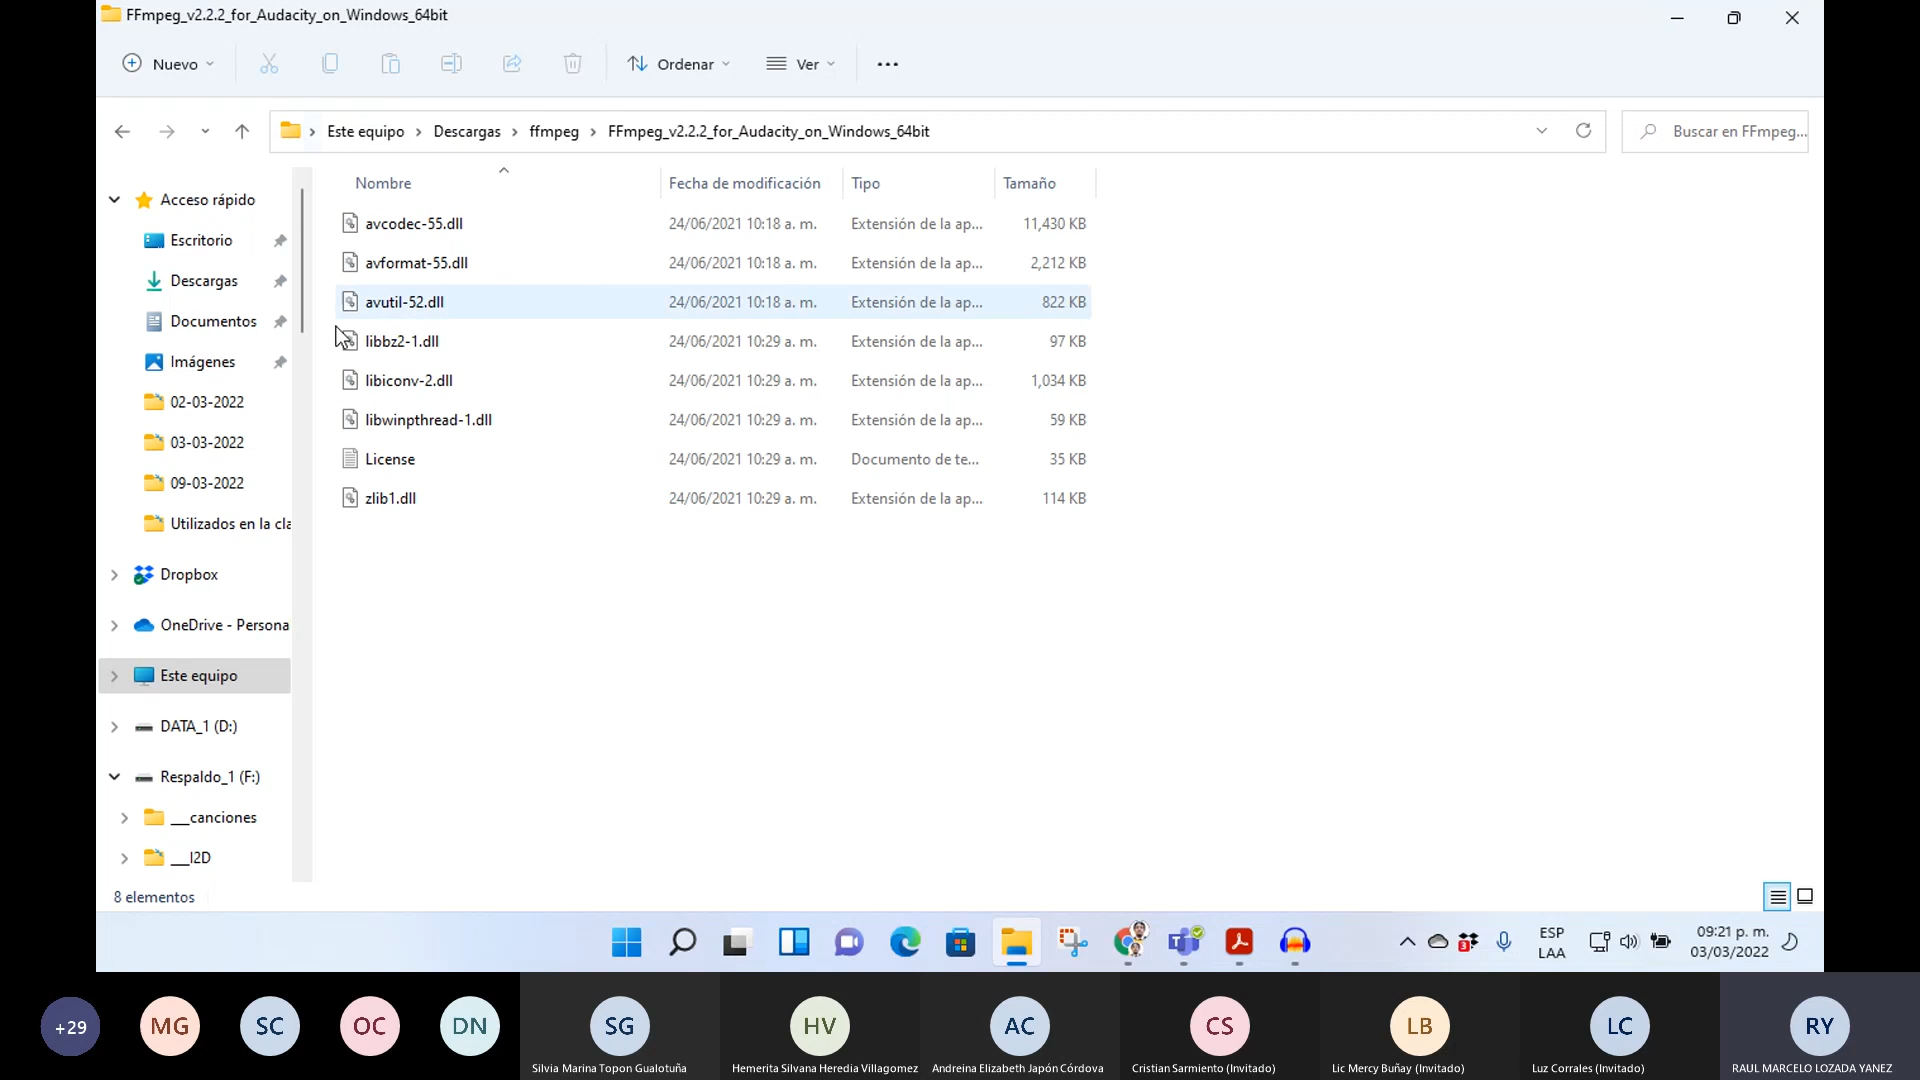 FFmpeg_v2.2.2_for_Audacity_on_Windows_64bit
Nuevo
Ordenar
Ver
Este equipo > Descargas > ffmpeg > FFmpeg_v2.2.2_for_Audacity_on_Windows_64bit
Buscar en FFmpeg...
Nombre Fecha de modificación Tipo Tamaño
avcodec-55.dll 24/06/2021 10:18 a. m. Extensión de la ap... 11,430 KB
avformat-55.dll 24/06/2021 10:18 a. m. Extensión de la ap... 2,212 KB
avutil-52.dll 24/06/2021 10:18 a. m. Extensión de la ap... 822 KB
libbz2-1.dll 24/06/2021 10:29 a. m. Extensión de la ap... 97 KB
libiconv-2.dll 24/06/2021 10:29 a. m. Extensión de la ap... 1,034 KB
libwinpthread-1.dll 24/06/2021 10:29 a. m. Extensión de la ap... 59 KB
License 24/06/2021 10:29 a. m. Documento de te... 35 KB
zlib1.dll 24/06/2021 10:29 a. m. Extensión de la ap... 114 KB
Acceso rápido
Escritorio
Descargas
Documentos
Imágenes
02-03-2022
03-03-2022
09-03-2022
Utilizados en la cla
Dropbox
OneDrive - Persona
Este equipo
DATA_1 (D:)
Respaldo_1 (F:)
__canciones
__I2D
8 elementos
3
ESP
LAA
09:21 p. m.
03/03/2022
+29
MG
SC
OC
DN
SG
Silvia Marina Topon Gualotuña
HV
Hemerita Silvana Heredia Villagomez
AC
Andreina Elizabeth Japón Córdova
CS
Cristian Sarmiento (Invitado)
LB
Lic Mercy Buñay (Invitado)
LC
Luz Corrales (Invitado)
RY
RAUL MARCELO LOZADA YANEZ